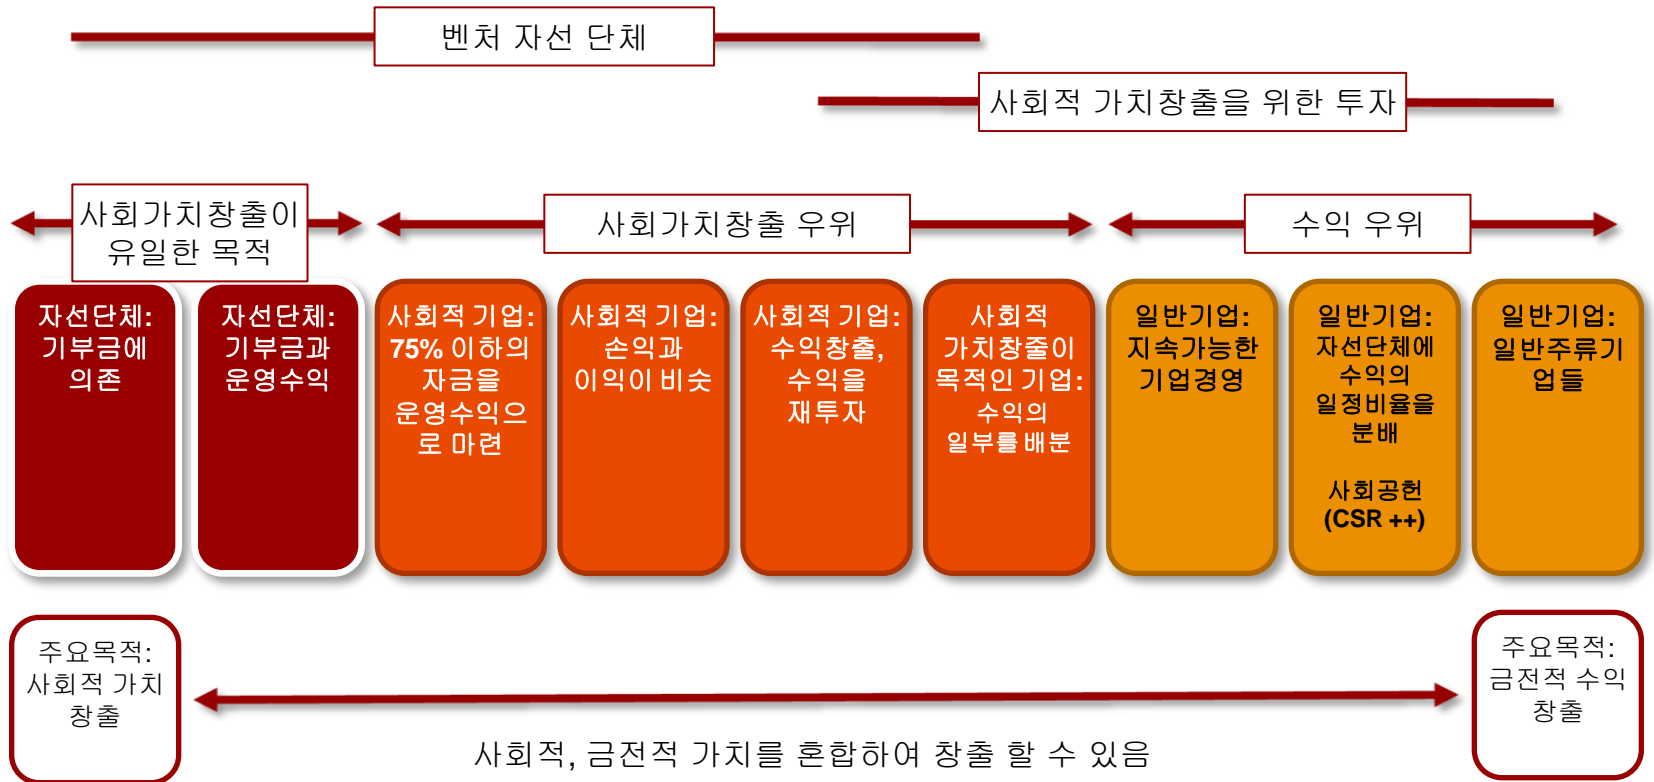 벤처 자선 단체
사회적 가치창출을 위한 투자
사회가치창출이
유일한 목적
사회가치창출 우위
수익 우위
자선단체:
기부금에
의존
자선단체:
기부금과
운영수익
사회적 기업:
75% 이하의
자금을
운영수익으
로 마련
사회적 기업:
손익과
이익이 비슷
사회적 기업:
수익창출,
수익을
재투자
사회적
가치창줄이
목적인 기업:
수익의
일부를 배분
일반기업:
지속가능한
기업경영
일반기업:
자선단체에
수익의
일정비율을
분배
사회공헌
(CSR ++)
일반기업:
일반주류기
업들
주요목적:
사회적 가치
창출
주요목적:
금전적 수익
창출
사회적, 금전적 가치를 혼합하여 창출 할 수 있음